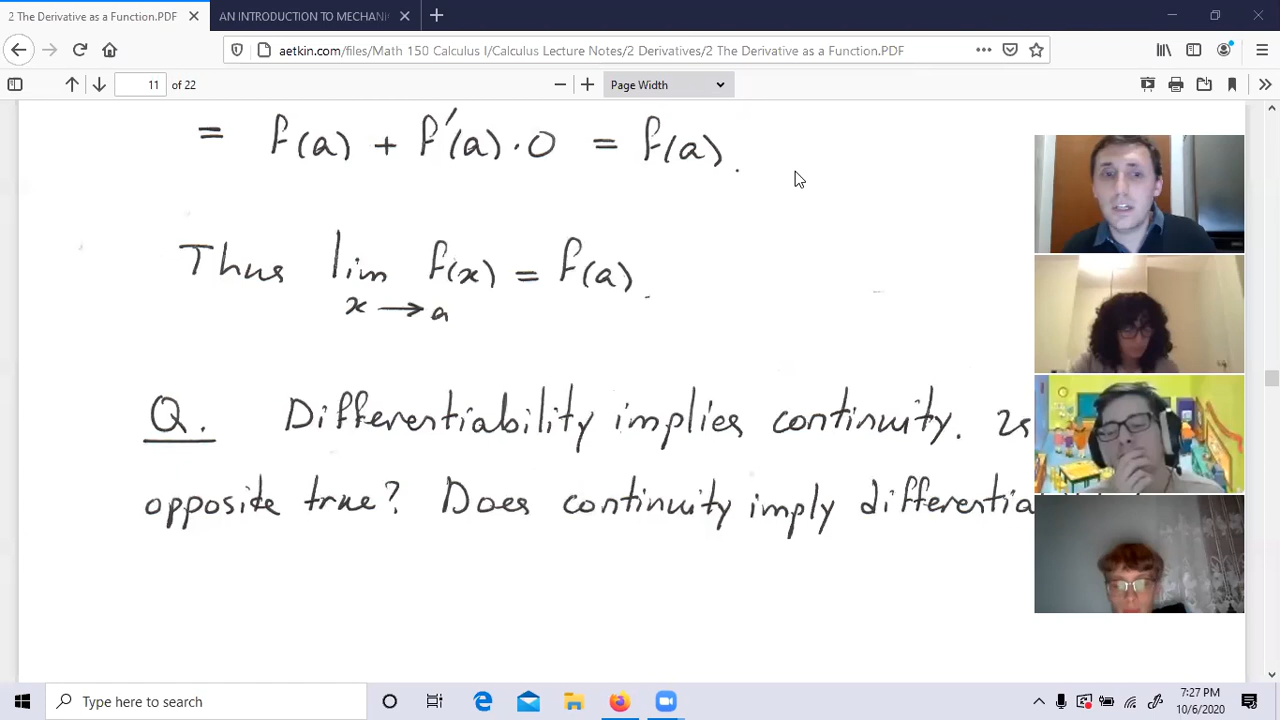 2 The Derivative as a Function.PDF
AN INTRODUCTION TO MECHANI
aetkin.com/files/Math 150 Calculus I/Calculus Lecture Notes/2 Derivatives/2 The Derivative as a Function.PDF
11 of 22
Page Width
= f(a) + f'(a) · 0 = f(a).
Thus lim f(x) = f(a).
x → a
Q. Differentiability implies continuity. Is
opposite true? Does continuity imply differentia
Type here to search
7:27 PM
10/6/2020